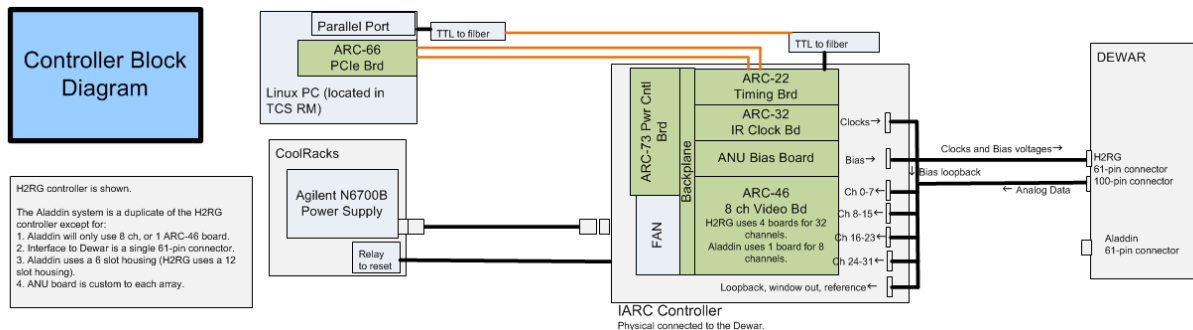 Controller Block
Diagram
Parallel Port
TTL to filber
TTL to filber
ARC-66
PCIe Brd
Linux PC (located in
TCS RM)
DEWAR
ARC-22
Timing Brd
ARC-73 Pwr Cntl
Brd
Backplane
ARC-32
IR Clock Bd
Clocks→
CoolRacks
ANU Bias Board
Bias→
Clocks and Bias voltages→
↓ Bias loopback
← Analog Data
H2RG
61-pin connector
100-pin connector
Agilent N6700B
Power Supply
ARC-46
8 ch Video Bd
H2RG uses 4 boards for 32
channels.
Aladdin uses 1 board for 8
channels.
FAN
Ch 0-7←
Ch 8-15←
Ch 16-23←
Ch 24-31←
Aladdin
61-pin connector
Relay
to reset
Loopback, window out, reference←
IARC Controller
Physical connected to the Dewar.
H2RG controller is shown.
The Aladdin system is a duplicate of the H2RG
controller except for:
1. Aladdin will only use 8 ch, or 1 ARC-46 board.
2. Interface to Dewar is a single 61-pin connector.
3. Aladdin uses a 6 slot housing (H2RG uses a 12
slot housing).
4. ANU board is custom to each array.